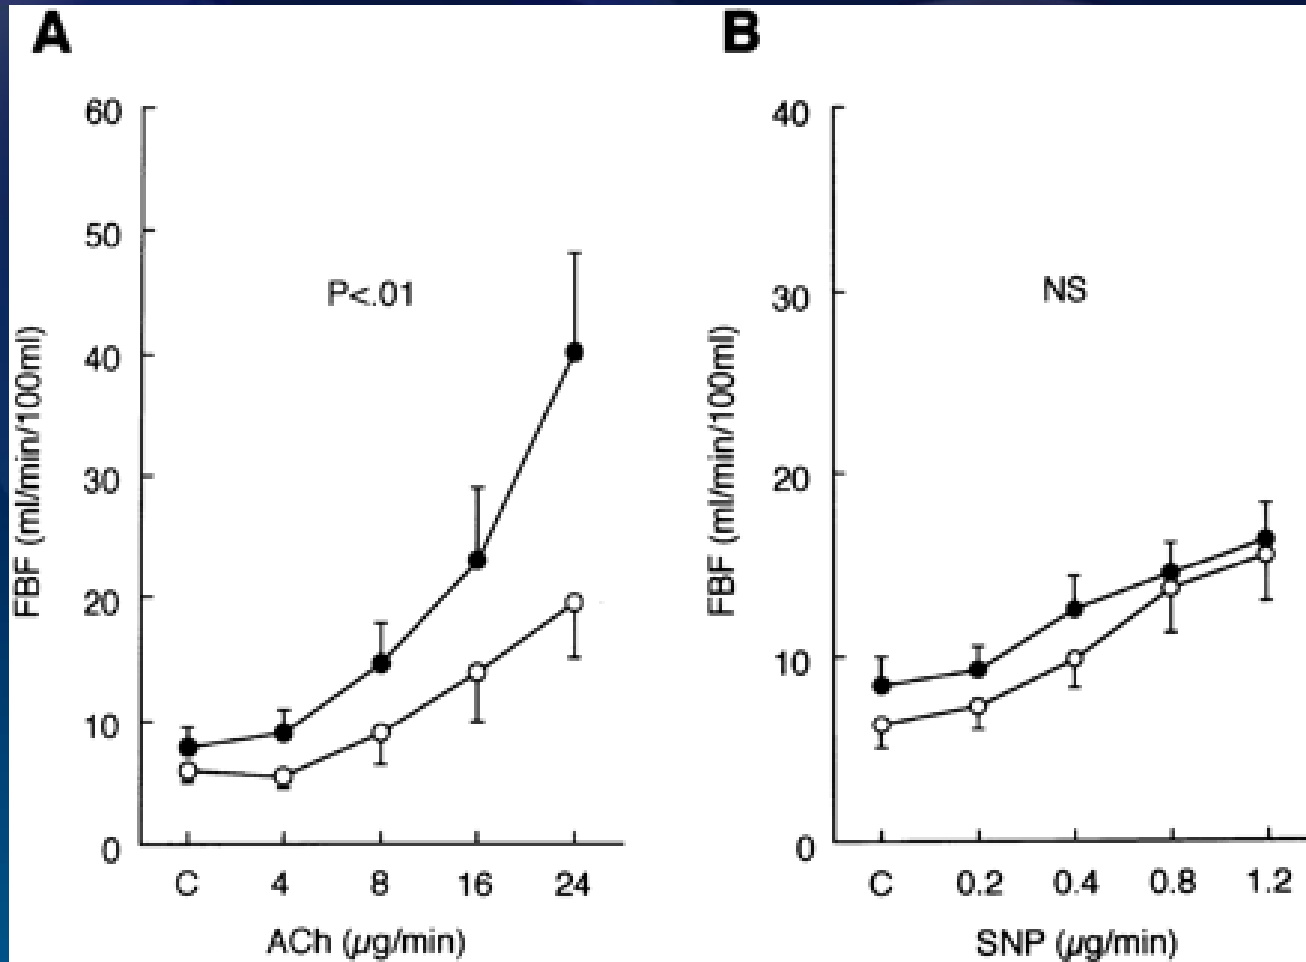 A
60
50
40
30
20
10
0
FBF (ml/min/100ml)
P<.01
C 4 8 16 24
ACh (µg/min)
B
40
30
20
10
0
FBF (ml/min/100ml)
NS
C 0.2 0.4 0.8 1.2
SNP (µg/min)